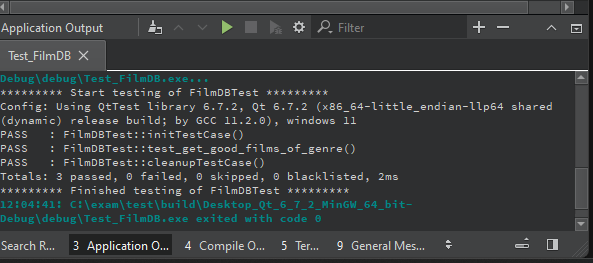 Application Output
Filter
Test_FilmDB
Debug\debug\Test_FilmDB.exe...
********* Start testing of FilmDBTest *********
Config: Using QtTest library 6.7.2, Qt 6.7.2 (x86_64-little_endian-llp64 shared
(dynamic) release build; by GCC 11.2.0), windows 11
PASS   : FilmDBTest::initTestCase()
PASS   : FilmDBTest::test_get_good_films_of_genre()
PASS   : FilmDBTest::cleanupTestCase()
Totals: 3 passed, 0 failed, 0 skipped, 0 blacklisted, 2ms
********* Finished testing of FilmDBTest *********
12:04:41: C:\exam\test\build\Desktop_Qt_6_7_2_MinGW_64_bit-
Debug\debug\Test_FilmDB.exe exited with code 0
Search R... 3 Application O... 4 Compile O... 5 Ter... 9 General Mes...